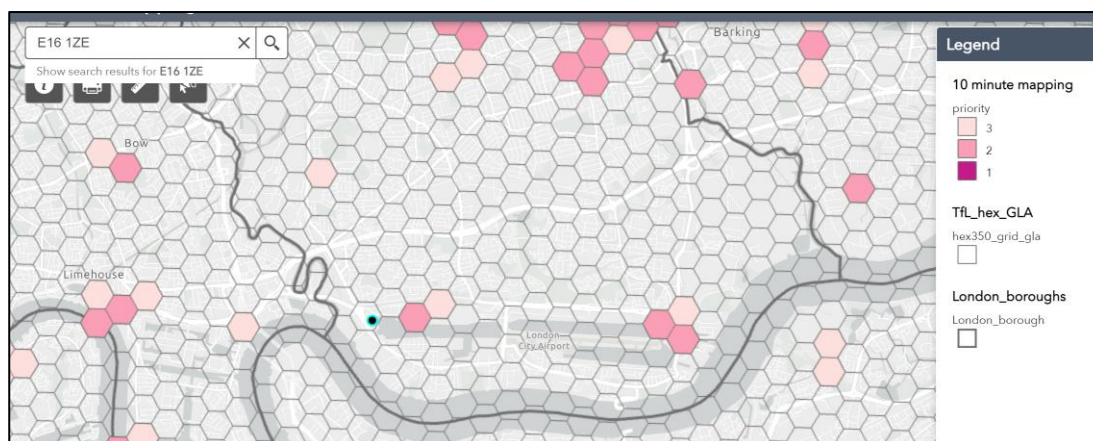 E16 1ZE
Show search results for E16 1ZE
Barking
Bow
Limehouse
London
City Airport
Legend
10 minute mapping
priority
3
2
1
TfL_hex_GLA
hex350_grid_gla
London_boroughs
London_borough